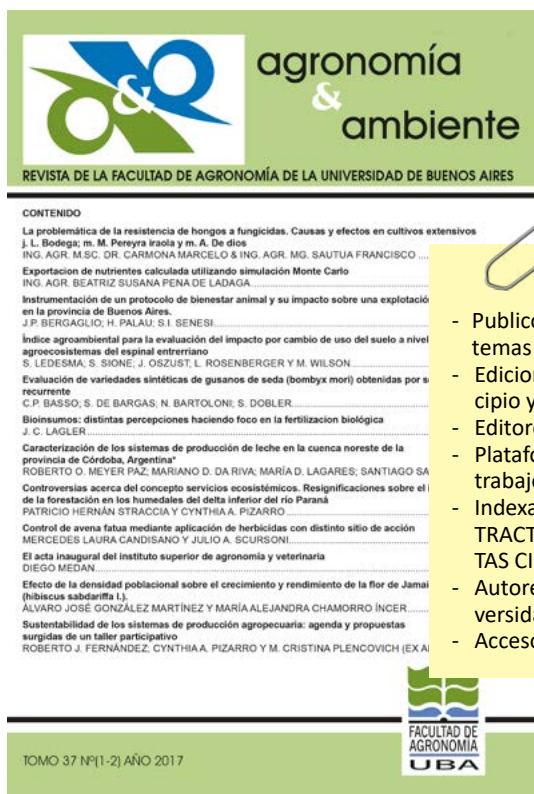 agronomía
&
ambiente
REVISTA DE LA FACULTAD DE AGRONOMÍA DE LA UNIVERSIDAD DE BUENOS AIRES
CONTENIDO
La problemática de la resistencia de hongos a fungicidas. Causas y efectos en cultivos extensivos
j. L. Bodega; m. M. Pereyra iraola y m. A. De dios
ING. AGR. M.SC. DR. CARMONA MARCELO & ING. AGR. MG. SAUTUA FRANCISCO
Exportacion de nutrientes calculada utilizando simulación Monte Carlo
ING. AGR. BEATRIZ SUSANA PENA DE LADAGA
Instrumentación de un protocolo de bienestar animal y su impacto sobre una explotació
en la provincia de Buenos Aires.
J.P. BERGAGLIO; H. PALAU; S.I. SENESI
Índice agroambiental para la evaluación del impacto por cambio de uso del suelo a nivel
agroecosistemas del espinal entrerriano
S. LEDESMA; S. SIONE; J. OSZUST; L. ROSENBERGER Y M. WILSON
Evaluación de variedades sintéticas de gusanos de seda (bombyx mori) obtenidas por s
recurrente
C.P. BASSO; S. DE BARGAS; N. BARTOLONI; S. DOBLER
Bioinsumos: distintas percepciones haciendo foco en la fertilization biológica
J. C. LAGLER
Caracterización de los sistemas de producción de leche en la cuenca noreste de la
provincia de Córdoba, Argentina*
ROBERTO O. MEYER PAZ; MARIANO D. DA RIVA; MARÍA D. LAGARES; SANTIAGO SA
Controversias acerca del concepto servicios ecosistémicos. Resignificaciones sobre el i
de la forestación en los humedales del delta inferior del río Paraná
PATRICIO HERNÁN STRACCIA Y CYNTHIA A. PIZARRO
Control de avena fatua mediante aplicación de herbicidas con distinto sitio de acción
MERCEDES LAURA CANDISANO Y JULIO A. SCURSONI
El acta inaugural del instituto superior de agronomía y veterinaria
DIEGO MEDAN
Efecto de la densidad poblacional sobre el crecimiento y rendimiento de la flor de Jamai
(hibiscus sabdariffa l.).
ÁLVARO JOSÉ GONZÁLEZ MARTÍNEZ Y MARÍA ALEJANDRA CHAMORRO ÍNCER
Sustentabilidad de los sistemas de producción agropecuaria: agenda y propuestas
surgidas de un taller participativo
ROBERTO J. FERNÁNDEZ; CYNTHIA A. PIZARRO Y M. CRISTINA PLENCOVICH (EX A
- Publico
temas
- Edicion
cipio y
- Editore
- Platafo
trabajo
- Indexa
TRACT
TAS CI
- Autore
versida
- Acceso
FACULTAD DE
AGRONOMÍA
UBA
TOMO 37 Nº(1-2) AÑO 2017